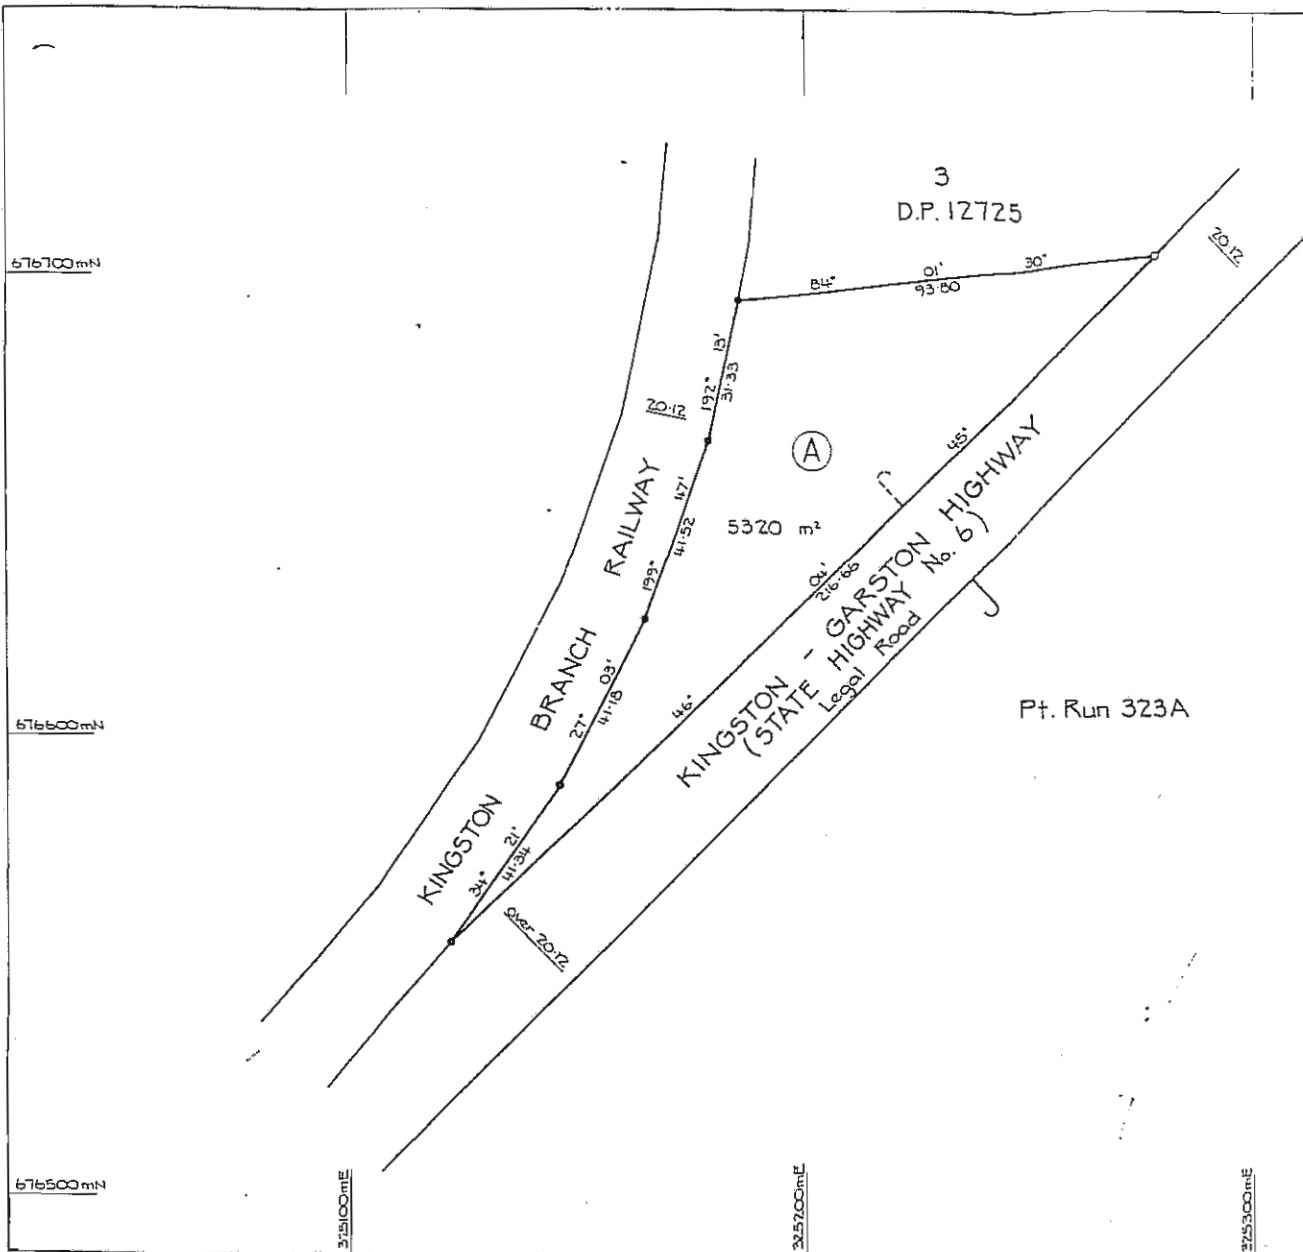 3
D.P. 12725
20·12
676700mN
84° 01' 30"
93·80
192° 13'
31·33
20·12
A
45"
199° 47'
41·52
5320 m²
KINGSTON BRANCH RAILWAY
46° 04'
216·66
KINGSTON - GARSTON HIGHWAY
(STATE HIGHWAY No. 6)
Legal Road
27° 03'
41·18
Pt. Run 323A
676600mN
34° 21'
41·34
over 20·12
676500mN
325100mE
325200mE
325300mE